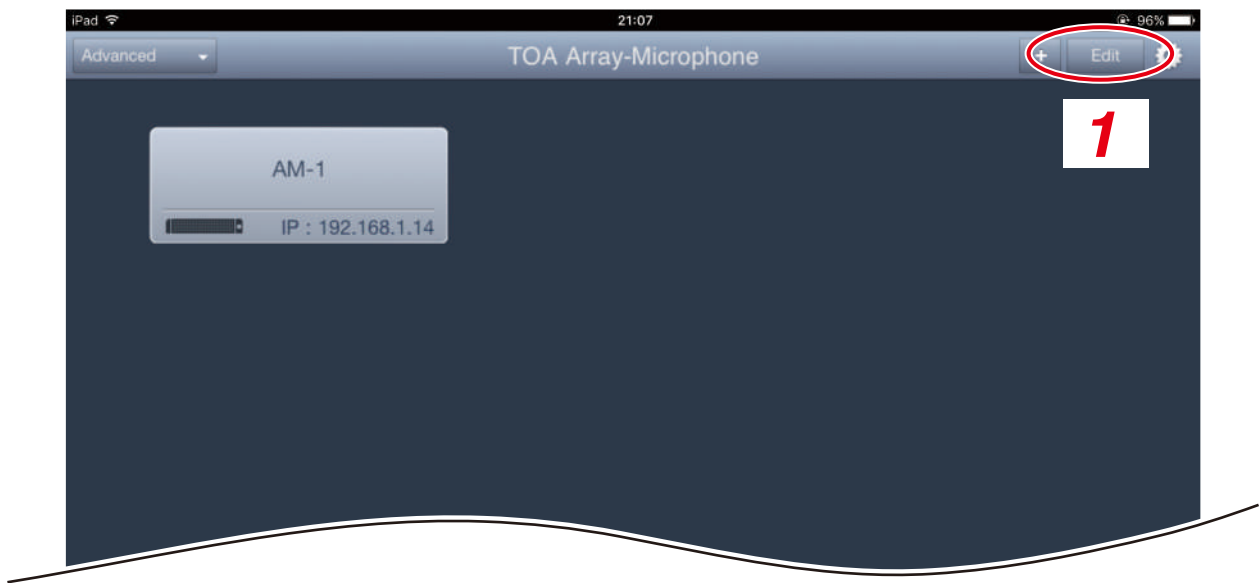 iPad 21:07 96%
Advanced TOA Array-Microphone + Edit
1
AM-1
IP : 192.168.1.14